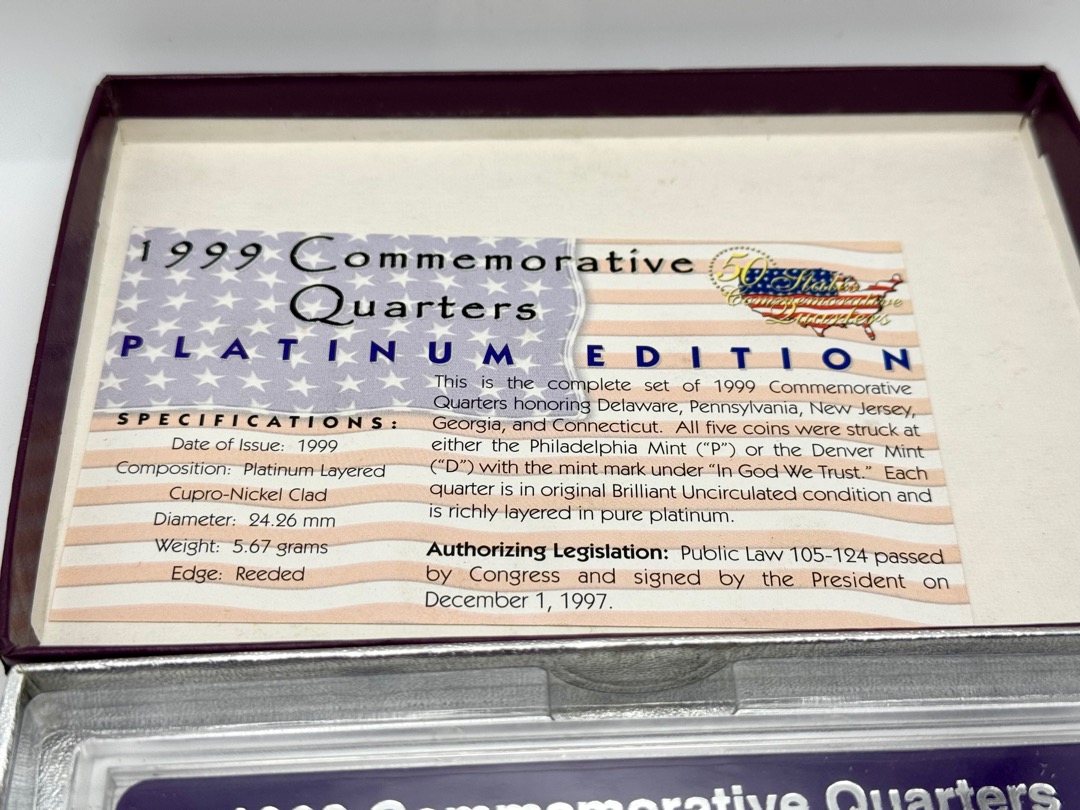 1999 Commemorative
Quarters
50 States
Commemorative
Quarters
PLATINUM EDITION
SPECIFICATIONS:
Date of Issue: 1999
Composition: Platinum Layered
Cupro-Nickel Clad
Diameter: 24.26 mm
Weight: 5.67 grams
Edge: Reeded
This is the complete set of 1999 Commemorative
Quarters honoring Delaware, Pennsylvania, New Jersey,
Georgia, and Connecticut. All five coins were struck at
either the Philadelphia Mint ("P") or the Denver Mint
("D") with the mint mark under "In God We Trust." Each
quarter is in original Brilliant Uncirculated condition and
is richly layered in pure platinum.
Authorizing Legislation: Public Law 105-124 passed
by Congress and signed by the President on
December 1, 1997.
1999 Commemorative Quarters